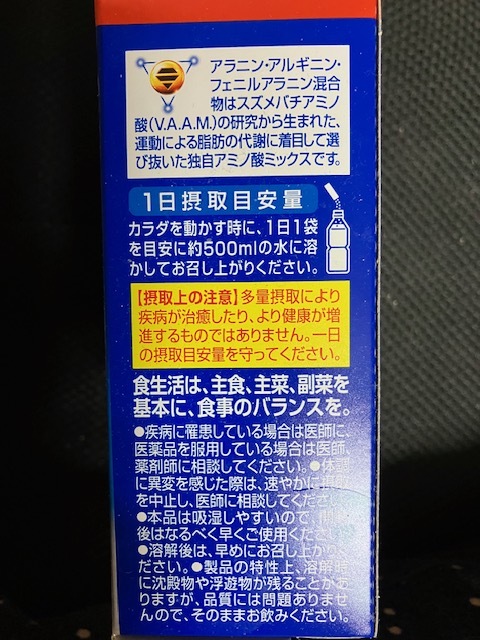 アラニン・アルギニン・
フェニルアラニン混合
物はスズメバチアミノ
酸(V.A.A.M.)の研究から生まれた、
運動による脂肪の代謝に着目して選
び抜いた独自アミノ酸ミックスです。
1日摂取目安量
カラダを動かす時に、1日1袋
を目安に約500mlの水に溶
かしてお召し上がりください。
【摂取上の注意】多量摂取により
疾病が治癒したり、より健康が増
進するものではありません。一日
の摂取目安量を守ってください。
食生活は、主食、主菜、副菜を
基本に、食事のバランスを。
●疾病に罹患している場合は医師に、
医薬品を服用している場合は医師、
薬剤師に相談してください。●体調
に異変を感じた際は、速やかに摂取
を中止し、医師に相談してください
●本品は吸湿しやすいので、開封
後はなるべく早くご使用ください
●溶解後は、早めにお召し上がりく
ださい。●製品の特性上、溶解時
に沈殿物や浮遊物が残ることがあ
りますが、品質には問題ありませ
んので、そのままお飲みください。